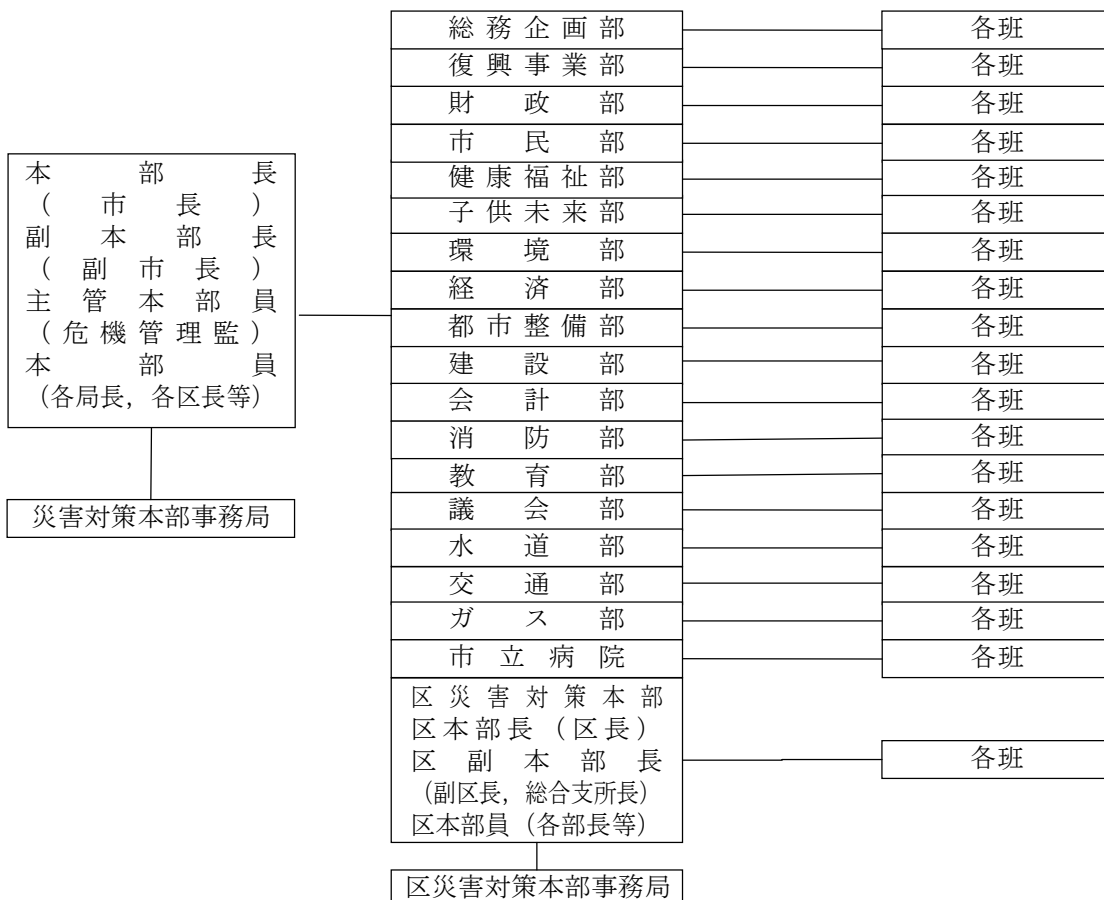 本部長
(市長)
副本部長
(副市長)
主管本部員
(危機管理監)
本部員
(各局長，各区長等)
災害対策本部事務局
総務企画部 各班
復興事業部 各班
財政部 各班
市民部 各班
健康福祉部 各班
子供未来部 各班
環境部 各班
経済部 各班
都市整備部 各班
建設部 各班
会計部 各班
消防部 各班
教育部 各班
議会部 各班
水道部 各班
交通部 各班
ガス部 各班
市立病院 各班
区災害対策本部
区本部長(区長)
区副本部長 各班
(副区長，総合支所長)
区本部員(各部長等)
区災害対策本部事務局